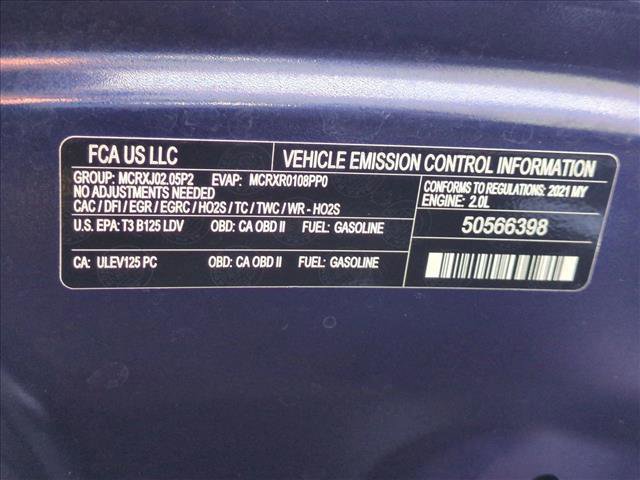 FCA US LLC
VEHICLE EMISSION CONTROL INFORMATION
GROUP: MCRXJ02.05P2 EVAP: MCRXR0108PP0
NO ADJUSTMENTS NEEDED
CAC / DFI / EGR / EGRC / HO2S / TC / TWC / WR - HO2S
CONFORMS TO REGULATIONS: 2021 MY
ENGINE: 2.0L
U.S. EPA: T3 B125 LDV OBD: CA OBD II FUEL: GASOLINE
50566398
CA: ULEV125 PC OBD: CA OBD II FUEL: GASOLINE